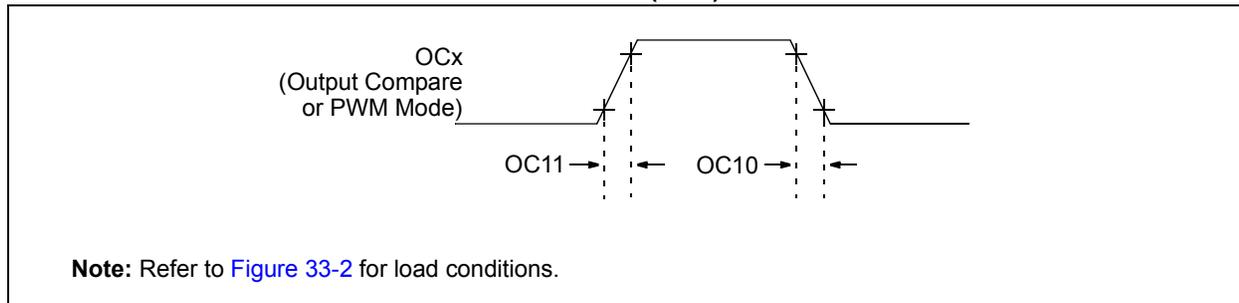 OCx
(Output Compare
or PWM Mode)
OC11
OC10
Note: Refer to Figure 33-2 for load conditions.